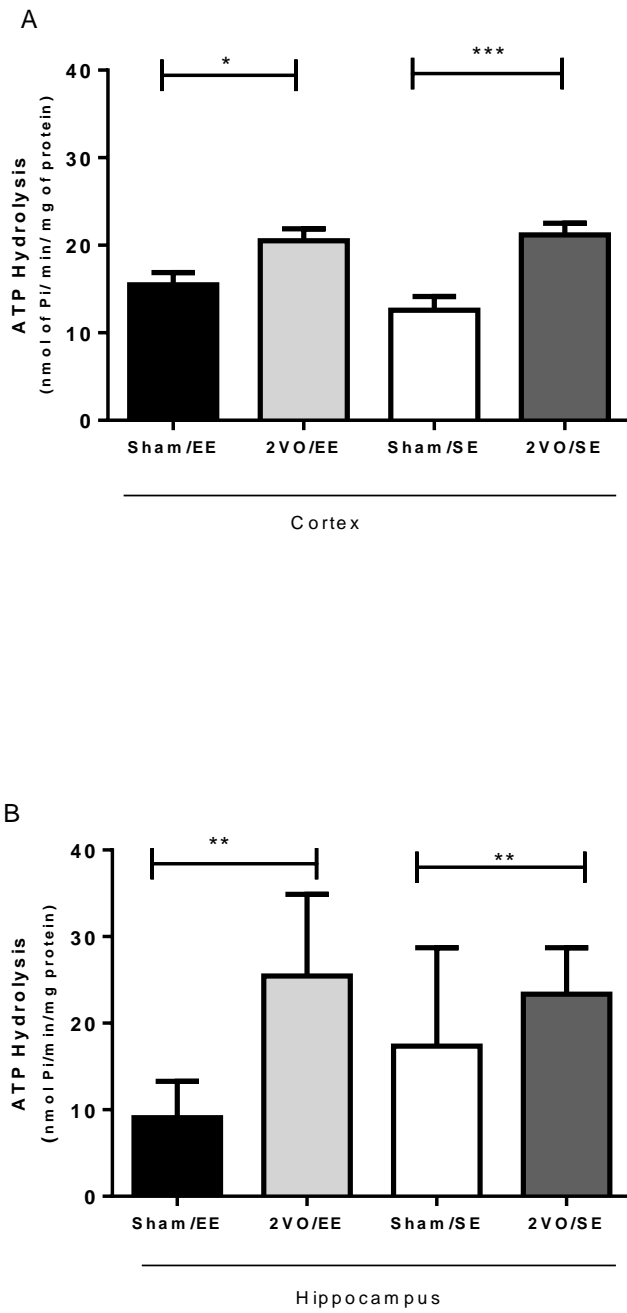 A
* ***
40
30
20
10
0
ATP Hydrolysis
(nmol of Pi/min/mg of protein)
Sham/EE 2VO/EE Sham/SE 2VO/SE
Cortex
B
** **
40
30
20
10
0
ATP Hydrolysis
(nmol Pi/min/mg protein)
Sham/EE 2VO/EE Sham/SE 2VO/SE
Hippocampus